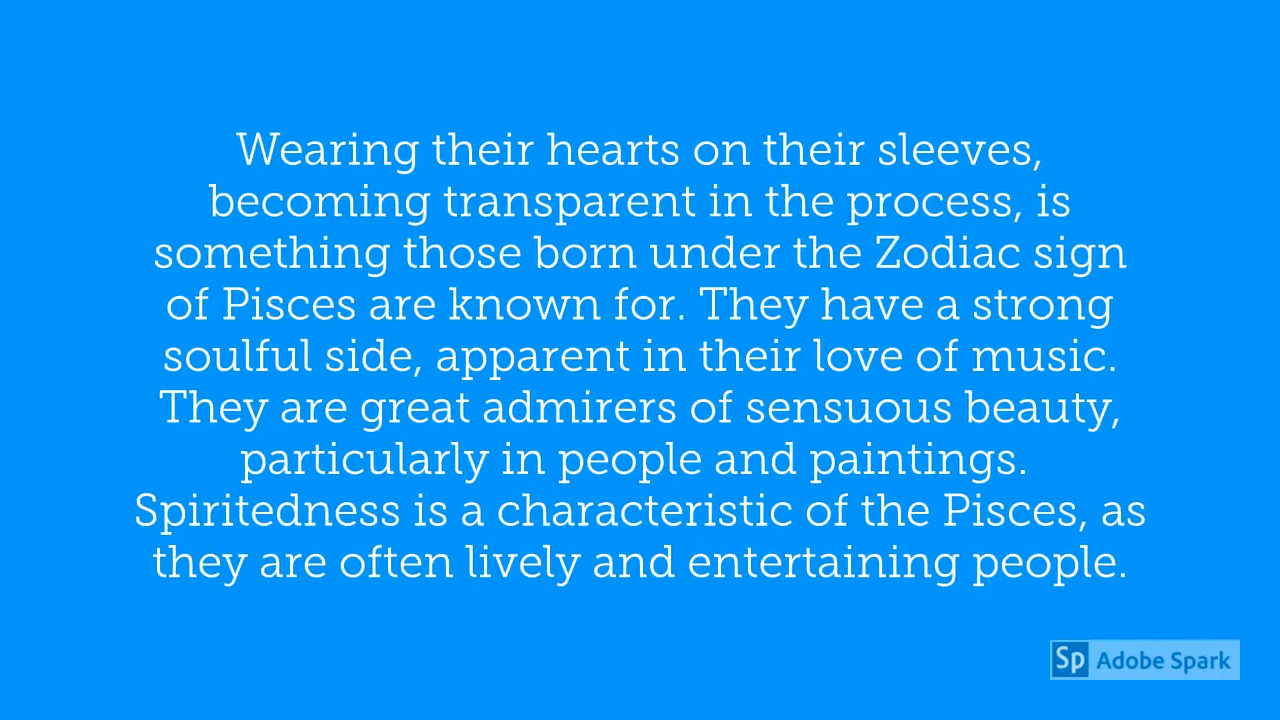 Wearing their hearts on their sleeves,
becoming transparent in the process, is
something those born under the Zodiac sign
of Pisces are known for. They have a strong
soulful side, apparent in their love of music.
They are great admirers of sensuous beauty,
particularly in people and paintings.
Spiritedness is a characteristic of the Pisces, as
they are often lively and entertaining people.
Sp Adobe Spark